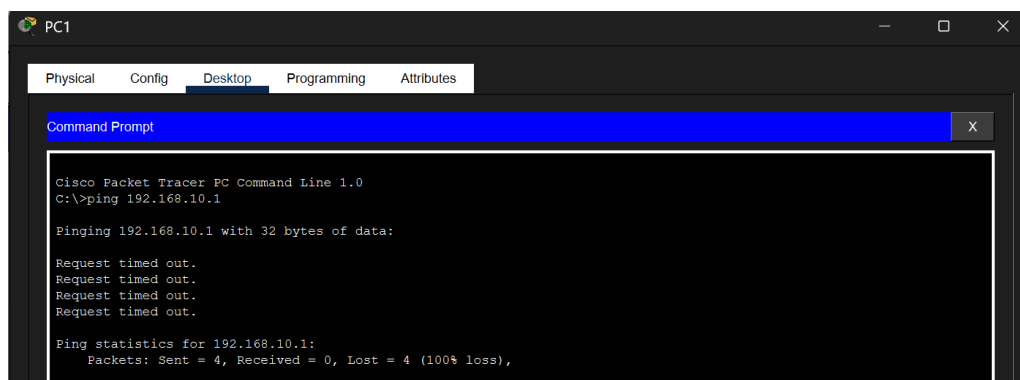 PC1
Physical Config Desktop Programming Attributes
Command Prompt X
Cisco Packet Tracer PC Command Line 1.0
C:\>ping 192.168.10.1
Pinging 192.168.10.1 with 32 bytes of data:
Request timed out.
Request timed out.
Request timed out.
Request timed out.
Ping statistics for 192.168.10.1:
Packets: Sent = 4, Received = 0, Lost = 4 (100% loss),